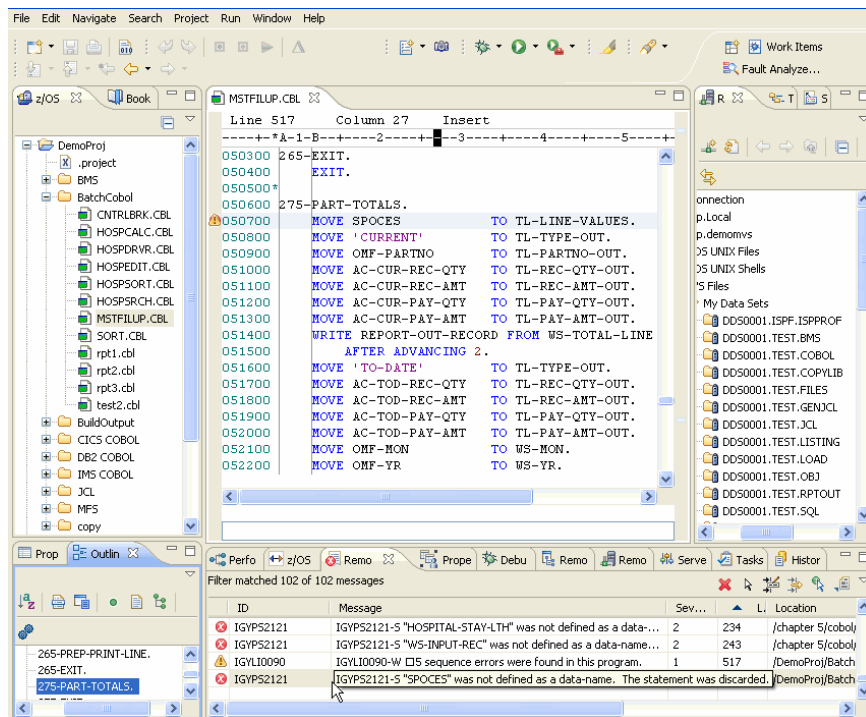 File Edit Navigate Search Project Run Window Help
Work Items
Fault Analyze...
z/OS
Book
MSTFILUP.CBL
R
T
S
Line 517 Column 27 Insert
----+-*A-1-B--+----2----+-█--3----+----4----+----5----+-
050300 265-EXIT.
050400 EXIT.
050500*
050600 275-PART-TOTALS.
050700 MOVE SPOCES TO TL-LINE-VALUES.
050800 MOVE 'CURRENT' TO TL-TYPE-OUT.
050900 MOVE OMF-PARTNO TO TL-PARTNO-OUT.
051000 MOVE AC-CUR-REC-QTY TO TL-REC-QTY-OUT.
051100 MOVE AC-CUR-REC-AMT TO TL-REC-AMT-OUT.
051200 MOVE AC-CUR-PAY-QTY TO TL-PAY-QTY-OUT.
051300 MOVE AC-CUR-PAY-QTY TO TL-PAY-AMT-OUT.
051400 WRITE REPORT-OUT-RECORD FROM WS-TOTAL-LINE
051500 AFTER ADVANCING 2.
051600 MOVE 'TO-DATE' TO TL-TYPE-OUT.
051700 MOVE AC-TOD-REC-QTY TO TL-REC-QTY-OUT.
051800 MOVE AC-TOD-REC-AMT TO TL-REC-AMT-OUT.
051900 MOVE AC-TOD-PAY-QTY TO TL-PAY-QTY-OUT.
052000 MOVE AC-TOD-PAY-AMT TO TL-PAY-AMT-OUT.
052100 MOVE OMF-MON TO WS-MON.
052200 MOVE OMF-YR TO WS-YR.
DemoProj
.project
BMS
BatchCobol
CNTRLBRK.CBL
HOSPCALC.CBL
HOSPDRVR.CBL
HOSPEDIT.CBL
HOSPSORT.CBL
HOSPSRCH.CBL
MSTFILUP.CBL
SORT.CBL
rpt1.cbl
rpt2.cbl
rpt3.cbl
test2.cbl
BuildOutput
CICS COBOL
DB2 COBOL
IMS COBOL
JCL
MFS
copy
onnection
p.Local
p.demomvs
OS UNIX Files
OS UNIX Shells
'S Files
My Data Sets
DDS0001.ISPF.ISPPROF
DDS0001.TEST.BMS
DDS0001.TEST.COBOL
DDS0001.TEST.COPYLIB
DDS0001.TEST.FILES
DDS0001.TEST.GENJCL
DDS0001.TEST.JCL
DDS0001.TEST.LISTING
DDS0001.TEST.LOAD
DDS0001.TEST.OBJ
DDS0001.TEST.RPTOUT
DDS0001.TEST.SQL
Prop
Outlin
265-PREP-PRINT-LINE.
265-EXIT.
275-PART-TOTALS.
Perfo z/OS Remo Prope Debu Remo Remo Serve Tasks Histor
Filter matched 102 of 102 messages
ID Message Sev... L. Location
IGYPS2121 IGYPS2121-S "HOSPITAL-STAY-LTH" was not defined as a data-... 2 234 /chapter 5/cobol/
IGYPS2121 IGYPS2121-S "WS-INPUT-REC" was not defined as a data-name... 2 243 /chapter 5/cobol/
IGYLI0090 IGYLI0090-W □5 sequence errors were found in this program. 1 517 /DemoProj/Batch
IGYPS2121 IGYPS2121-S "SPOCES" was not defined as a data-name. The statement was discarded. /DemoProj/Batch